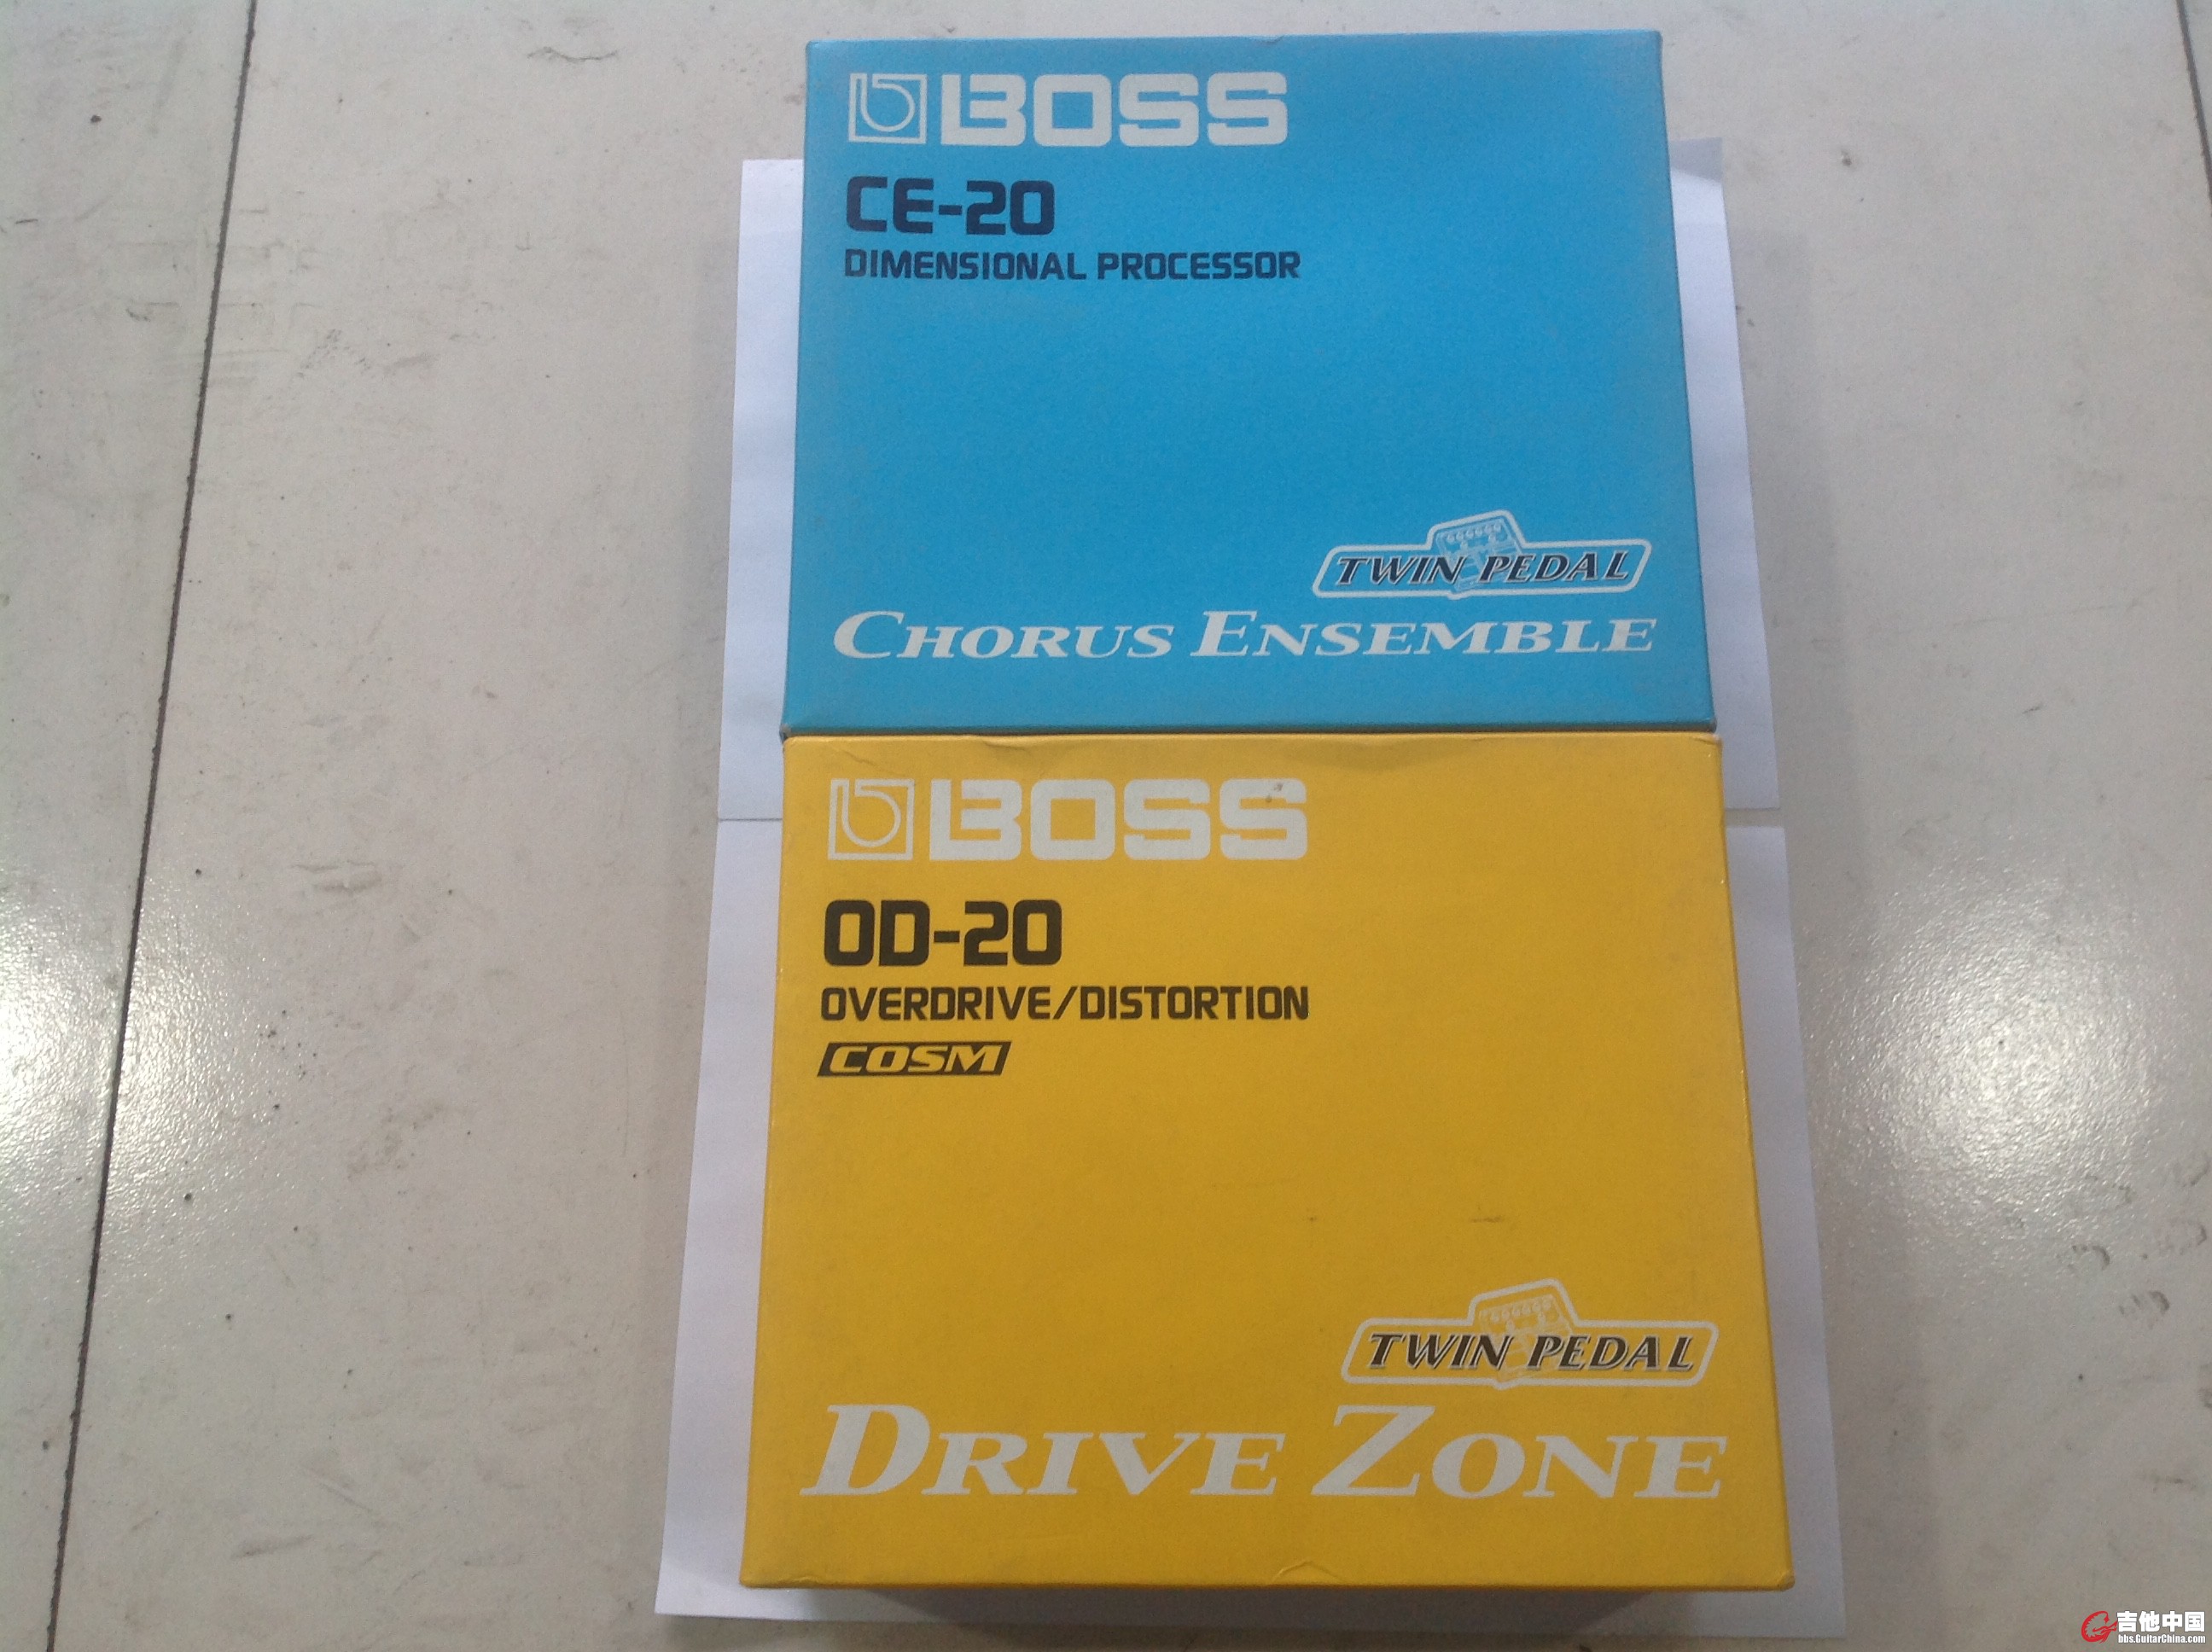 BOSS
CE-20
DIMENSIONAL PROCESSOR
TWIN PEDAL
CHORUS ENSEMBLE
BOSS
OD-20
OVERDRIVE/DISTORTION
COSM
TWIN PEDAL
DRIVE ZONE
吉他中国
bbs.GuitarChina.com